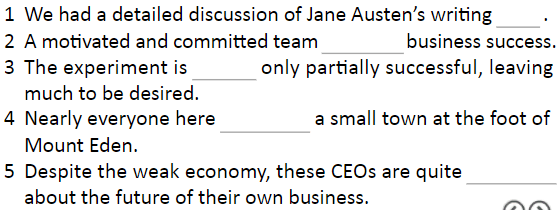 1 We had a detailed discussion of Jane Austen’s writing _____ .
2 A motivated and committed team ________ business success.
3 The experiment is ______ only partially successful, leaving
much to be desired.
4 Nearly everyone here ________ a small town at the foot of
Mount Eden.
5 Despite the weak economy, these CEOs are quite ________
about the future of their own business.